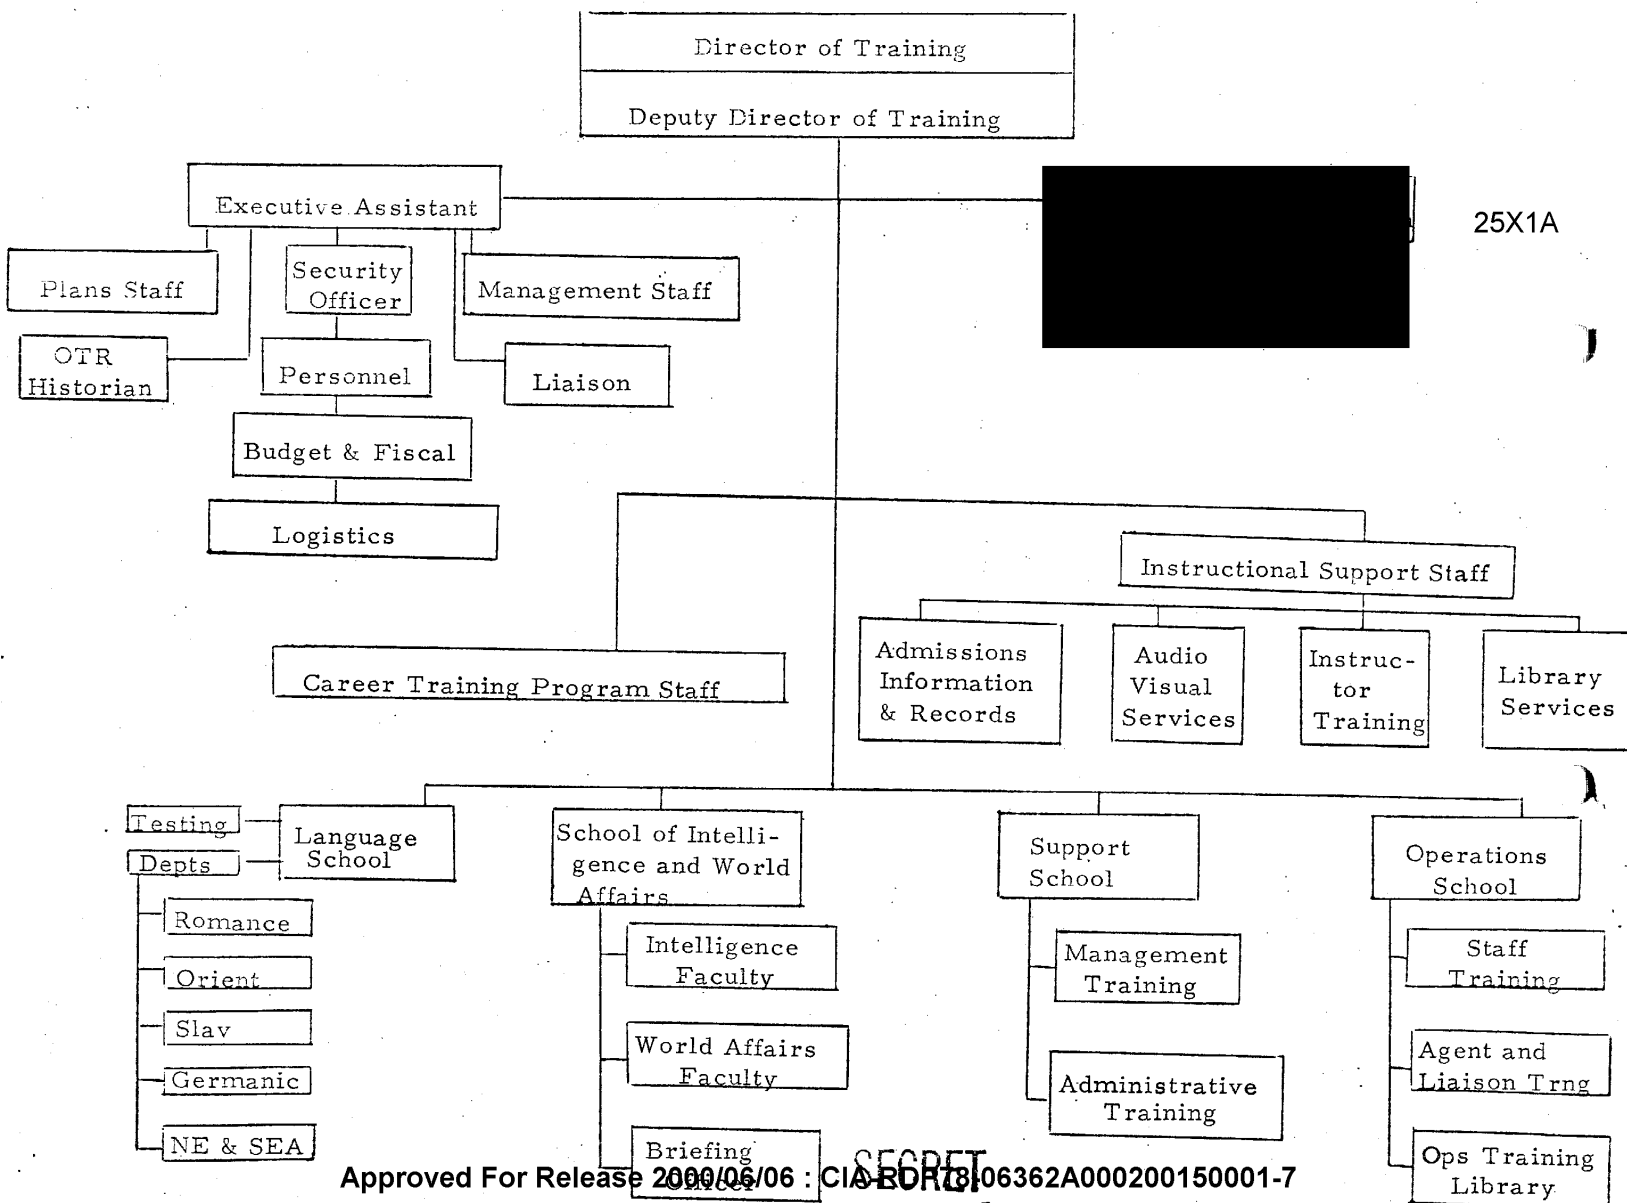 Director of Training
Deputy Director of Training
Executive Assistant
25X1A
Plans Staff
Security
Officer
Management Staff
OTR
Historian
Personnel
Liaison
Budget & Fiscal
Logistics
Instructional Support Staff
Career Training Program Staff
Admissions
Information
& Records
Audio
Visual
Services
Instruc-
tor
Training
Library
Services
Testing
Depts
Language
School
School of Intelli-
gence and World
Affairs
Support
School
Operations
School
Romance
Orient
Slav
Germanic
NE & SEA
Intelligence
Faculty
World Affairs
Faculty
Briefing
Officer
Management
Training
Administrative
Training
Staff
Training
Agent and
Liaison Trng
Ops Training
Library
SECRET
Approved For Release 2000/06/06 : CIA-RDP78-06362A000200150001-7